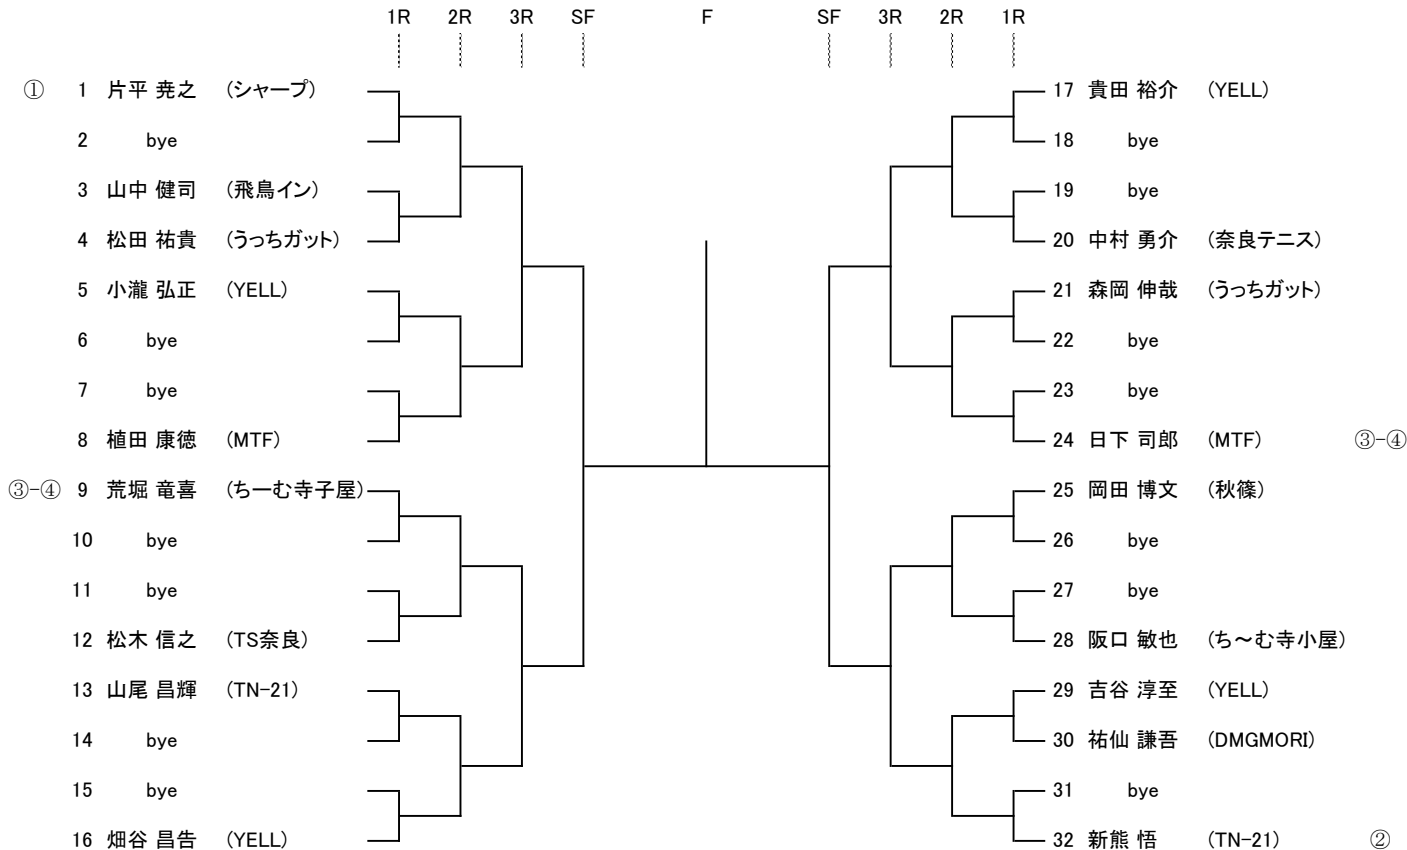 1R 2R 3R SF F SF 3R 2R 1R
① 1 片平 尭之 (シャープ) 17 貴田 裕介 (YELL)
2 bye 18 bye
3 山中 健司 (飛鳥イン) 19 bye
4 松田 祐貴 (うっちガット) 20 中村 勇介 (奈良テニス)
5 小瀧 弘正 (YELL) 21 森岡 伸哉 (うっちガット)
6 bye 22 bye
7 bye 23 bye
8 植田 康徳 (MTF) 24 日下 司郎 (MTF) ③-④
③-④ 9 荒堀 竜喜 (ちーむ寺子屋) 25 岡田 博文 (秋篠)
10 bye 26 bye
11 bye 27 bye
12 松木 信之 (TS奈良) 28 阪口 敏也 (ち～む寺小屋)
13 山尾 昌輝 (TN-21) 29 吉谷 淳至 (YELL)
14 bye 30 祐仙 謙吾 (DMGMORI)
15 bye 31 bye
16 畑谷 昌告 (YELL) 32 新熊 悟 (TN-21) ②